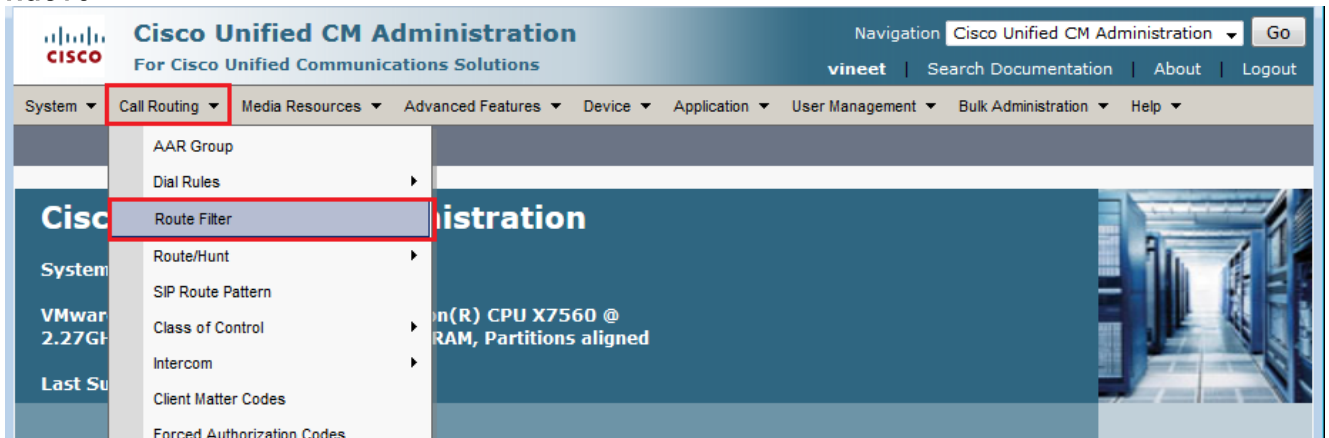 CISCO
Cisco Unified CM Administration
For Cisco Unified Communications Solutions
Navigation Cisco Unified CM Administration Go
vineet | Search Documentation | About | Logout
System Call Routing Media Resources Advanced Features Device Application User Management Bulk Administration Help
AAR Group
Dial Rules
Route Filter
Route/Hunt
SIP Route Pattern
Class of Control
Intercom
Client Matter Codes
Forced Authorization Codes
Cisc
istration
System
VMwar
n(R) CPU X7560 @
2.27GH
RAM, Partitions aligned
Last Su